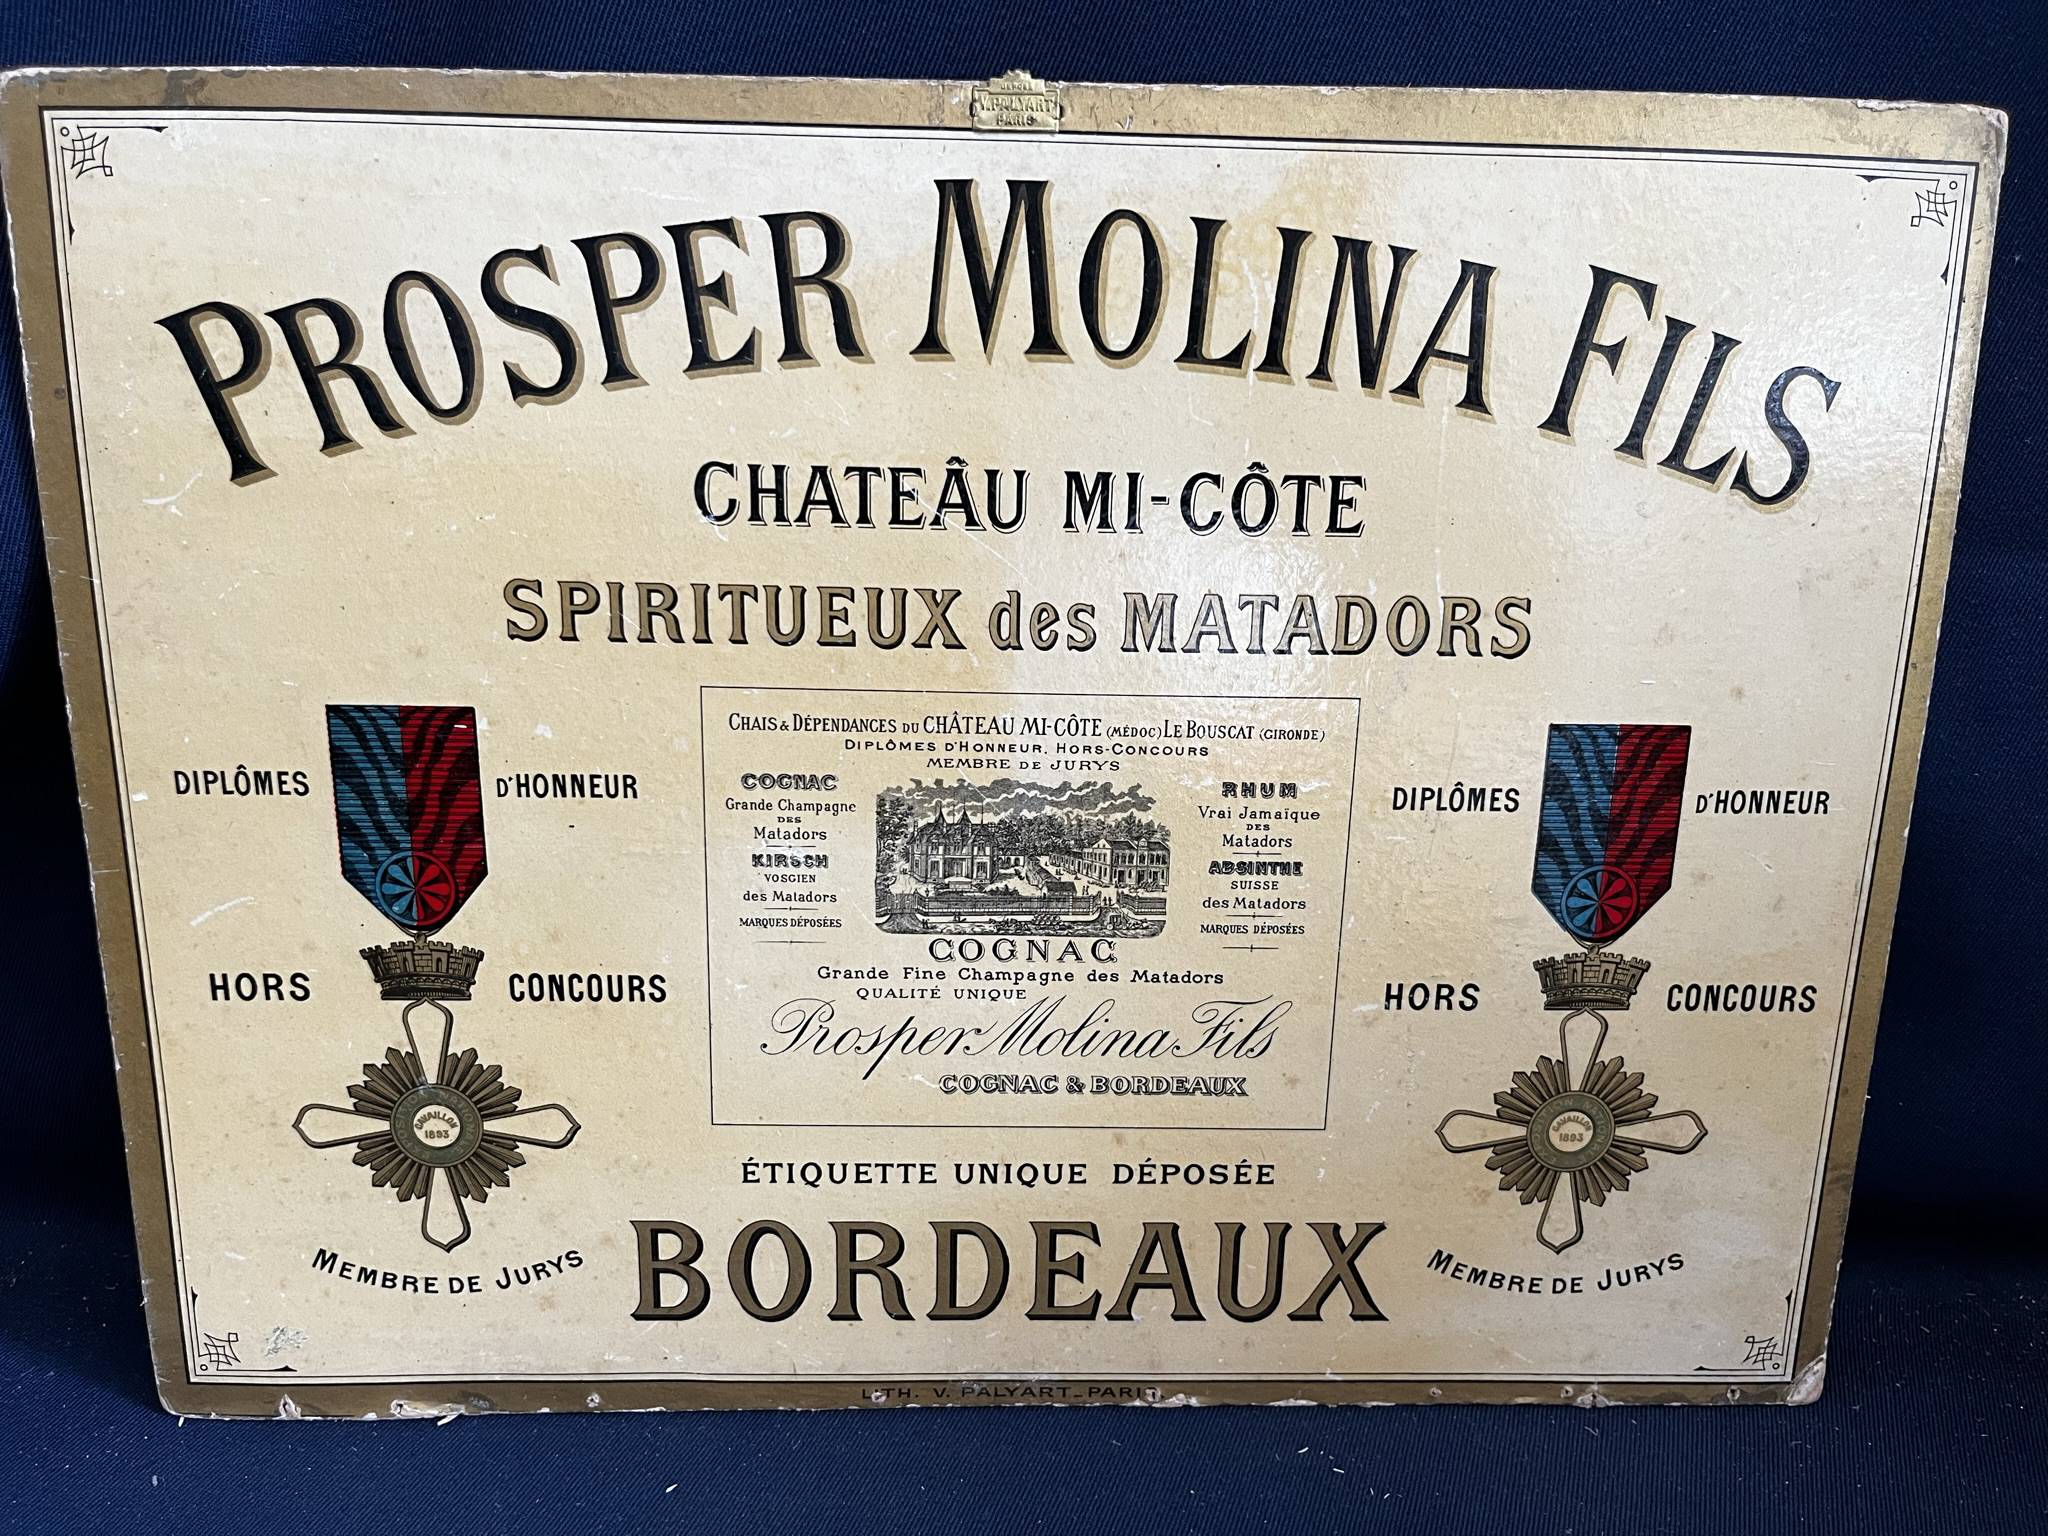 DÉPOSÉ
V. PALYART
PARIS
PROSPER MOLINA FILS
CHATEÂU MI-CÔTE
SPIRITUEUX des MATADORS
DIPLÔMES D'HONNEUR
HORS CONCOURS
CAVAILLON
1893
MEMBRE DE JURYS
CHAIS & DÉPENDANCES DU CHÂTEAU MI-CÔTE (MÉDOC) LE BOUSCAT (GIRONDE)
DIPLÔMES D'HONNEUR, HORS-CONCOURS
MEMBRE DE JURYS
COGNAC
Grande Champagne
DES
Matadors
KIRSCH
VOSGIEN
des Matadors
MARQUES DÉPOSÉES
RHUM
Vrai Jamaïque
DES
Matadors
ABSINTHE
SUISSE
des Matadors
MARQUES DÉPOSÉES
COGNAC
Grande Fine Champagne des Matadors
QUALITÉ UNIQUE
Prosper Molina Fils
COGNAC & BORDEAUX
DIPLÔMES D'HONNEUR
HORS CONCOURS
CAVAILLON
1893
MEMBRE DE JURYS
ÉTIQUETTE UNIQUE DÉPOSÉE
BORDEAUX
LITH. V. PALYART_PARIS.